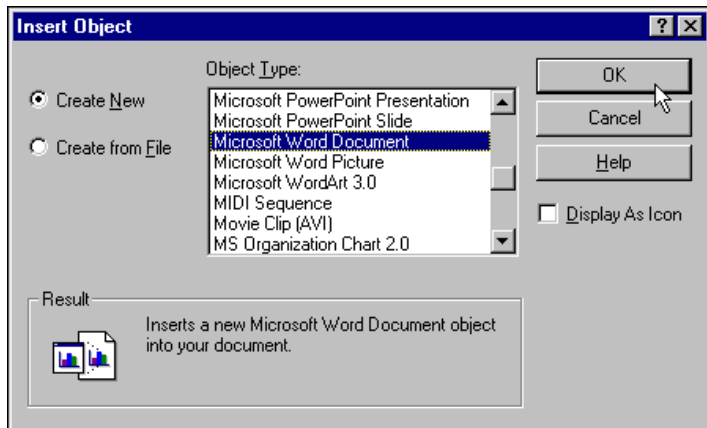 Insert Object
Object Type:
Create New
Create from File
Microsoft PowerPoint Presentation
Microsoft PowerPoint Slide
Microsoft Word Document
Microsoft Word Picture
Microsoft WordArt 3.0
MIDI Sequence
Movie Clip (AVI)
MS Organization Chart 2.0
OK
Cancel
Help
Display As Icon
Result
Inserts a new Microsoft Word Document object
into your document.